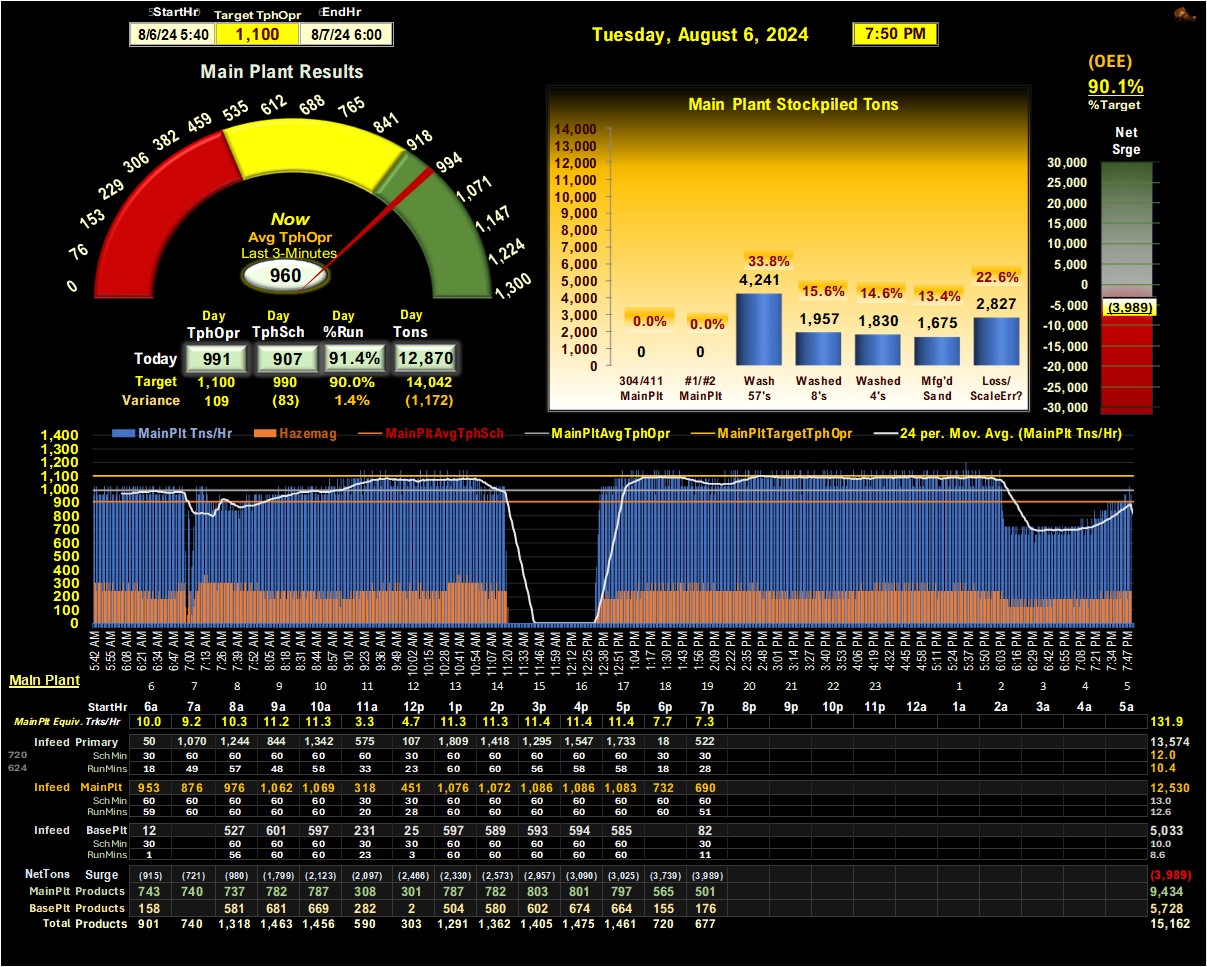 StartHr Target TphOpr EndHr
8/6/24 5:40 1,100 8/7/24 6:00
Tuesday, August 6, 2024 7:50 PM
(OEE)
90.1%
%Target
Net
Srge
Main Plant Results
0 76 153 229 306 382 459 535 612 688 765 841 918 994 1,071 1,147 1,224 1,300
Now
Avg TphOpr
Last 3-Minutes
960
Day Day Day Day
TphOpr TphSch %Run Tons
Today 991 907 91.4% 12,870
Target 1,100 990 90.0% 14,042
Variance 109 (83) 1.4% (1,172)
Main Plant Stockpiled Tons
14,000
13,000
12,000
11,000
10,000
9,000
8,000
7,000
6,000
5,000
4,000
3,000
2,000
1,000
0
0.0% 0.0% 33.8% 15.6% 14.6% 13.4% 22.6%
0 0 4,241 1,957 1,830 1,675 2,827
304/411 #1/#2 Wash Washed Washed Mfg'd Loss/
MainPlt MainPlt 57's 8's 4's Sand ScaleErr?
30,000
25,000
20,000
15,000
10,000
5,000
0
-5,000
-10,000
-15,000
-20,000
-25,000
-30,000
(3,989)
MainPlt Tns/Hr Hazemag MainPltAvgTphSch MainPltAvgTphOpr MainPltTargetTphOpr 24 per. Mov. Avg. (MainPlt Tns/Hr)
1,400
1,300
1,200
1,100
1,000
900
800
700
600
500
400
300
200
100
0
5:42 AM 5:55 AM 6:09 AM 6:21 AM 6:34 AM 6:47 AM 7:00 AM 7:13 AM 7:26 AM 7:39 AM 7:52 AM 8:05 AM 8:18 AM 8:31 AM 8:44 AM 8:57 AM 9:10 AM 9:23 AM 9:36 AM 9:49 AM 10:02 AM 10:15 AM 10:28 AM 10:41 AM 10:54 AM 11:07 AM 11:20 AM 11:33 AM 11:46 AM 11:59 AM 12:12 PM 12:25 PM 12:38 PM 12:51 PM 1:04 PM 1:17 PM 1:30 PM 1:43 PM 1:56 PM 2:09 PM 2:22 PM 2:35 PM 2:48 PM 3:01 PM 3:14 PM 3:27 PM 3:40 PM 3:53 PM 4:06 PM 4:19 PM 4:32 PM 4:45 PM 4:58 PM 5:11 PM 5:24 PM 5:37 PM 5:50 PM 6:03 PM 6:16 PM 6:29 PM 6:42 PM 6:55 PM 7:08 PM 7:21 PM 7:34 PM 7:47 PM
Main Plant
6 7 8 9 10 11 12 13 14 15 16 17 18 19 20 21 22 23 1 2 3 4 5
StartHr 6a 7a 8a 9a 10a 11a 12p 1p 2p 3p 4p 5p 6p 7p 8p 9p 10p 11p 12a 1a 2a 3a 4a 5a
MainPlt Equiv. Trks/Hr 10.0 9.2 10.3 11.2 11.3 3.3 4.7 11.3 11.3 11.4 11.4 11.4 7.7 7.3 131.9
Infeed Primary 50 1,070 1,244 844 1,342 575 107 1,809 1,418 1,295 1,547 1,733 18 522 13,574
720 SchMin 30 60 60 60 60 60 30 60 60 60 60 60 30 30 12.0
624 RunMins 18 49 57 48 58 33 23 60 60 56 58 58 18 28 10.4
Infeed MainPlt 953 876 976 1,062 1,069 318 451 1,076 1,072 1,086 1,086 1,083 732 690 12,530
SchMin 60 60 60 60 60 30 30 60 60 60 60 60 60 60 13.0
RunMins 59 60 60 60 60 20 28 60 60 60 60 60 60 51 12.6
Infeed BasePlt 12 527 601 597 231 25 597 589 593 594 585 82 5,033
SchMin 30 60 60 60 30 30 60 60 60 60 60 30 10.0
RunMins 1 56 60 60 23 3 60 60 60 60 60 11 8.6
NetTons Surge (915) (721) (980) (1,799) (2,123) (2,097) (2,466) (2,330) (2,573) (2,957) (3,090) (3,025) (3,739) (3,989) (3,989)
MainPlt Products 743 740 737 782 787 308 301 787 782 803 801 797 565 501 9,434
BasePlt Products 158 581 681 669 282 2 504 580 602 674 664 155 176 5,728
Total Products 901 740 1,318 1,463 1,456 590 303 1,291 1,362 1,405 1,475 1,461 720 677 15,162